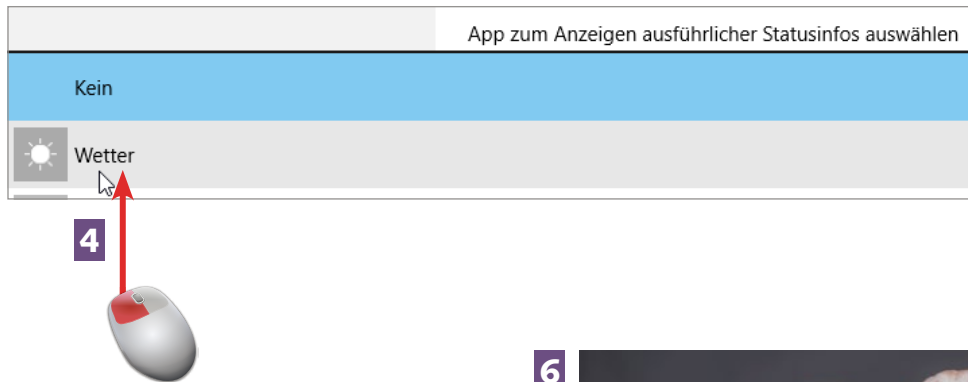 App zum Anzeigen ausführlicher Statusinfos auswählen
Kein
Wetter
4
6